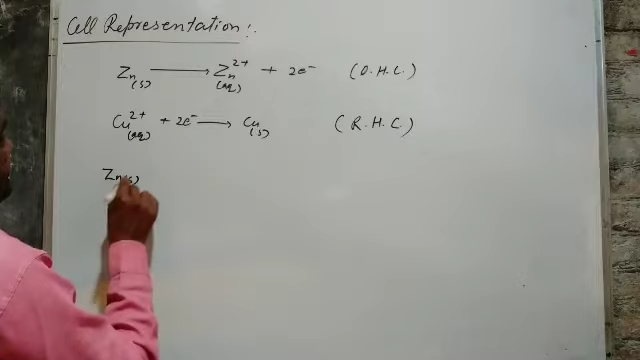 Cell Representation :-
Zn(s) ⟶ Zn²⁺(aq) + 2e⁻ (O.H.C.)
Cu²⁺(aq) + 2e⁻ ⟶ Cu(s) (R.H.C.)
Zn(s)